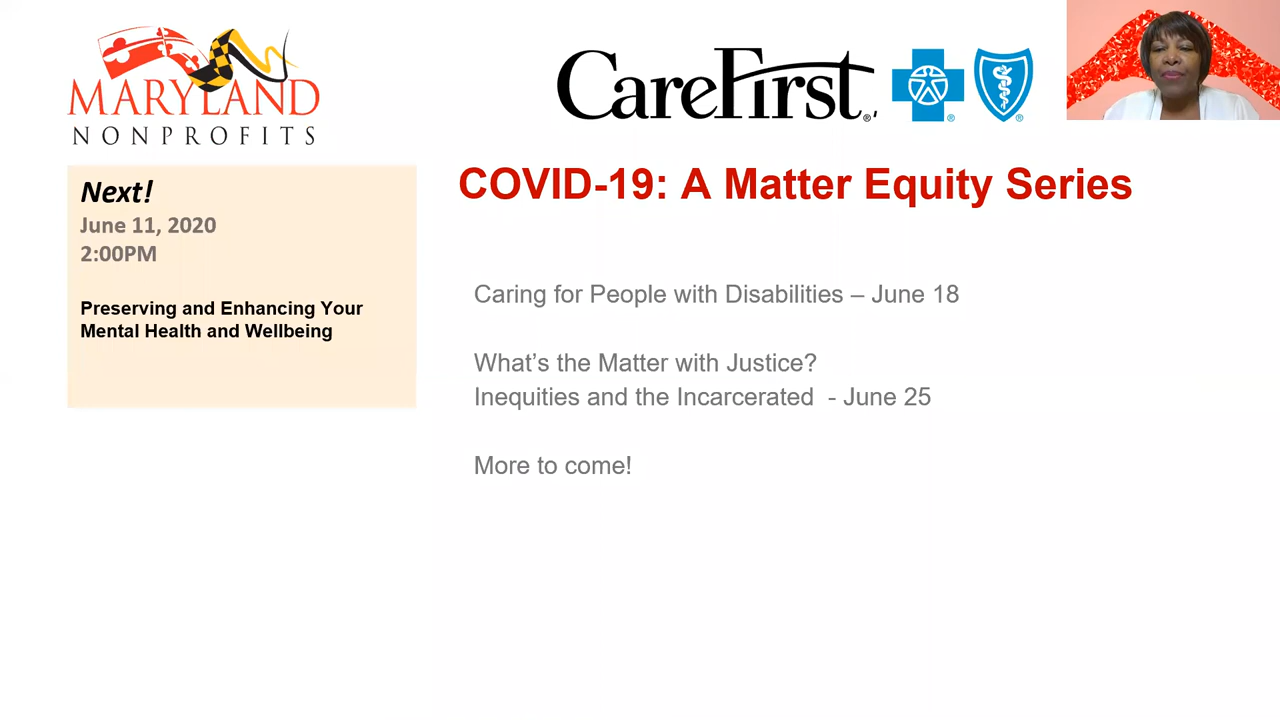 MARYLAND
NONPROFITS
CareFirst®
® ®
Next!
June 11, 2020
2:00PM
Preserving and Enhancing Your
Mental Health and Wellbeing
COVID-19: A Matter Equity Series
Caring for People with Disabilities – June 18
What’s the Matter with Justice?
Inequities and the Incarcerated - June 25
More to come!